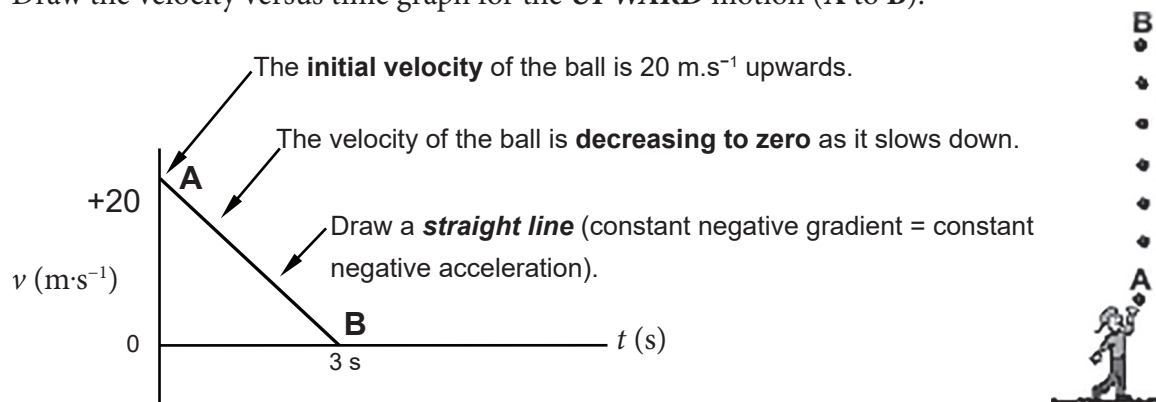 Draw the velocity versus time graph for the UPWARD motion (A to B).
B
The initial velocity of the ball is 20 m.s⁻¹ upwards.
The velocity of the ball is decreasing to zero as it slows down.
A
+20
Draw a straight line (constant negative gradient = constant
negative acceleration).
A
v (m·s⁻¹)
B
0
t (s)
3 s